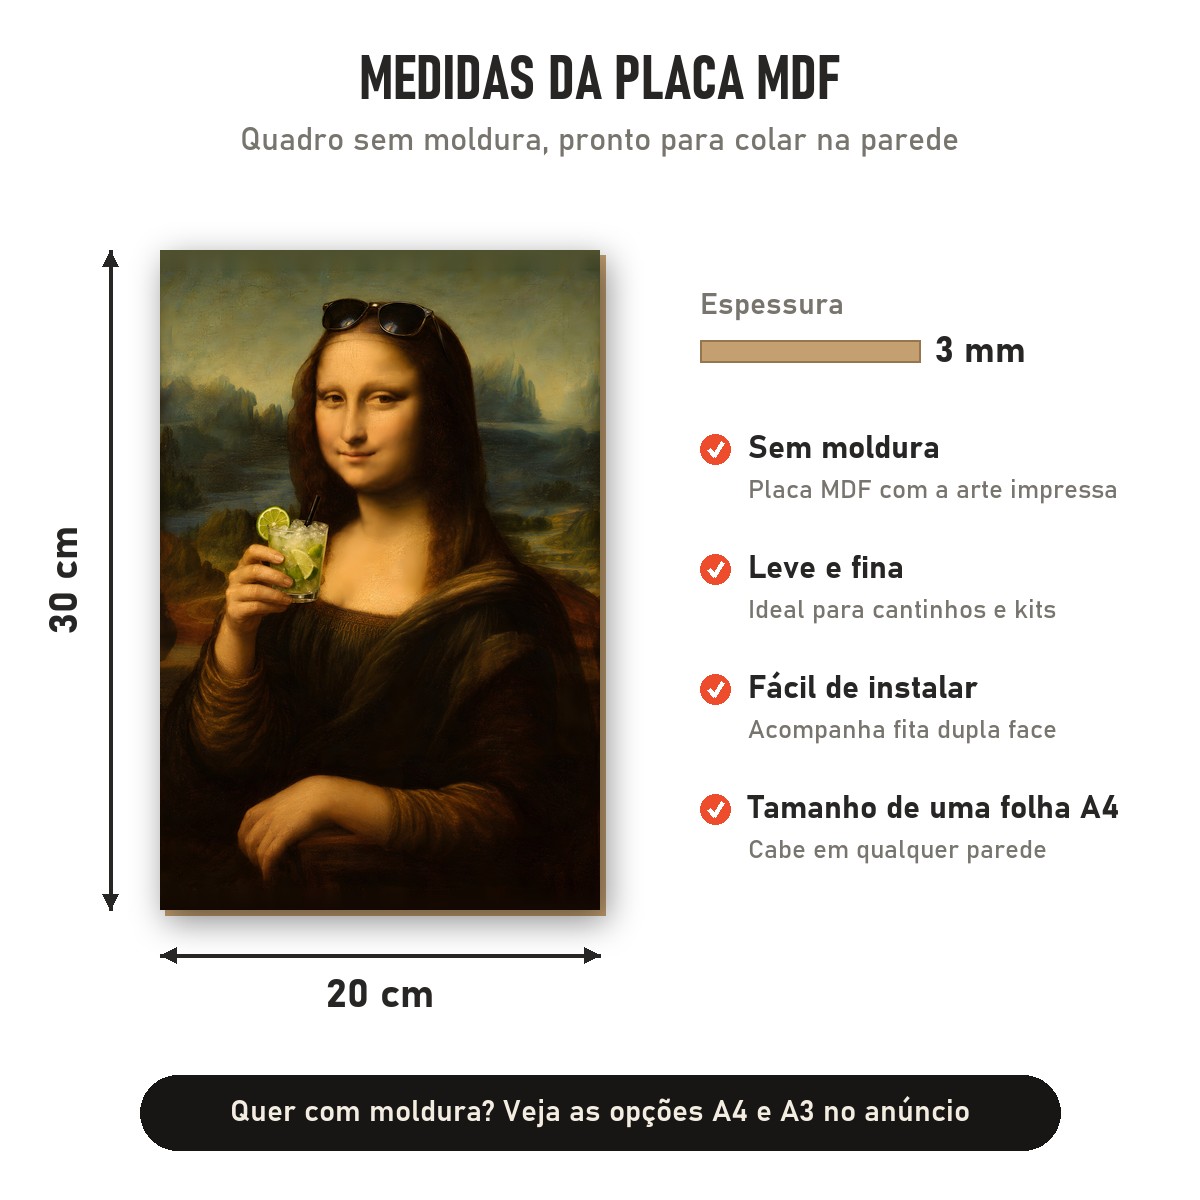 MEDIDAS DA PLACA MDF
Quadro sem moldura, pronto para colar na parede
Espessura
3 mm
Sem moldura
Placa MDF com a arte impressa
Leve e fina
Ideal para cantinhos e kits
Fácil de instalar
Acompanha fita dupla face
Tamanho de uma folha A4
Cabe em qualquer parede
30 cm
20 cm
Quer com moldura? Veja as opções A4 e A3 no anúncio